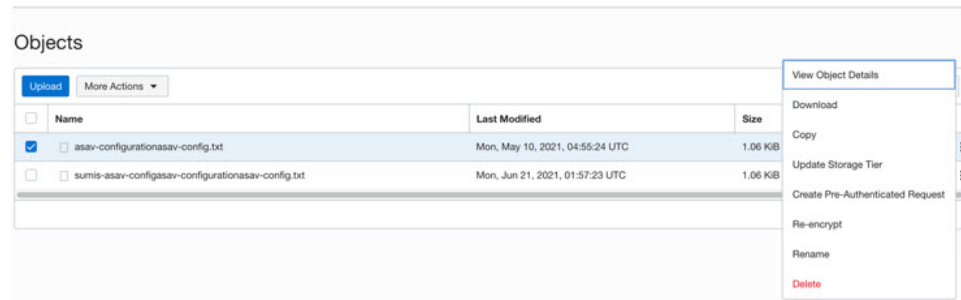 Objects
Upload More Actions
Name Last Modified Size
asav-configurationasav-config.txt Mon, May 10, 2021, 04:55:24 UTC 1.06 KiB
sumis-asav-configasav-configurationasav-config.txt Mon, Jun 21, 2021, 01:57:23 UTC 1.06 KiB
View Object Details
Download
Copy
Update Storage Tier
Create Pre-Authenticated Request
Re-encrypt
Rename
Delete